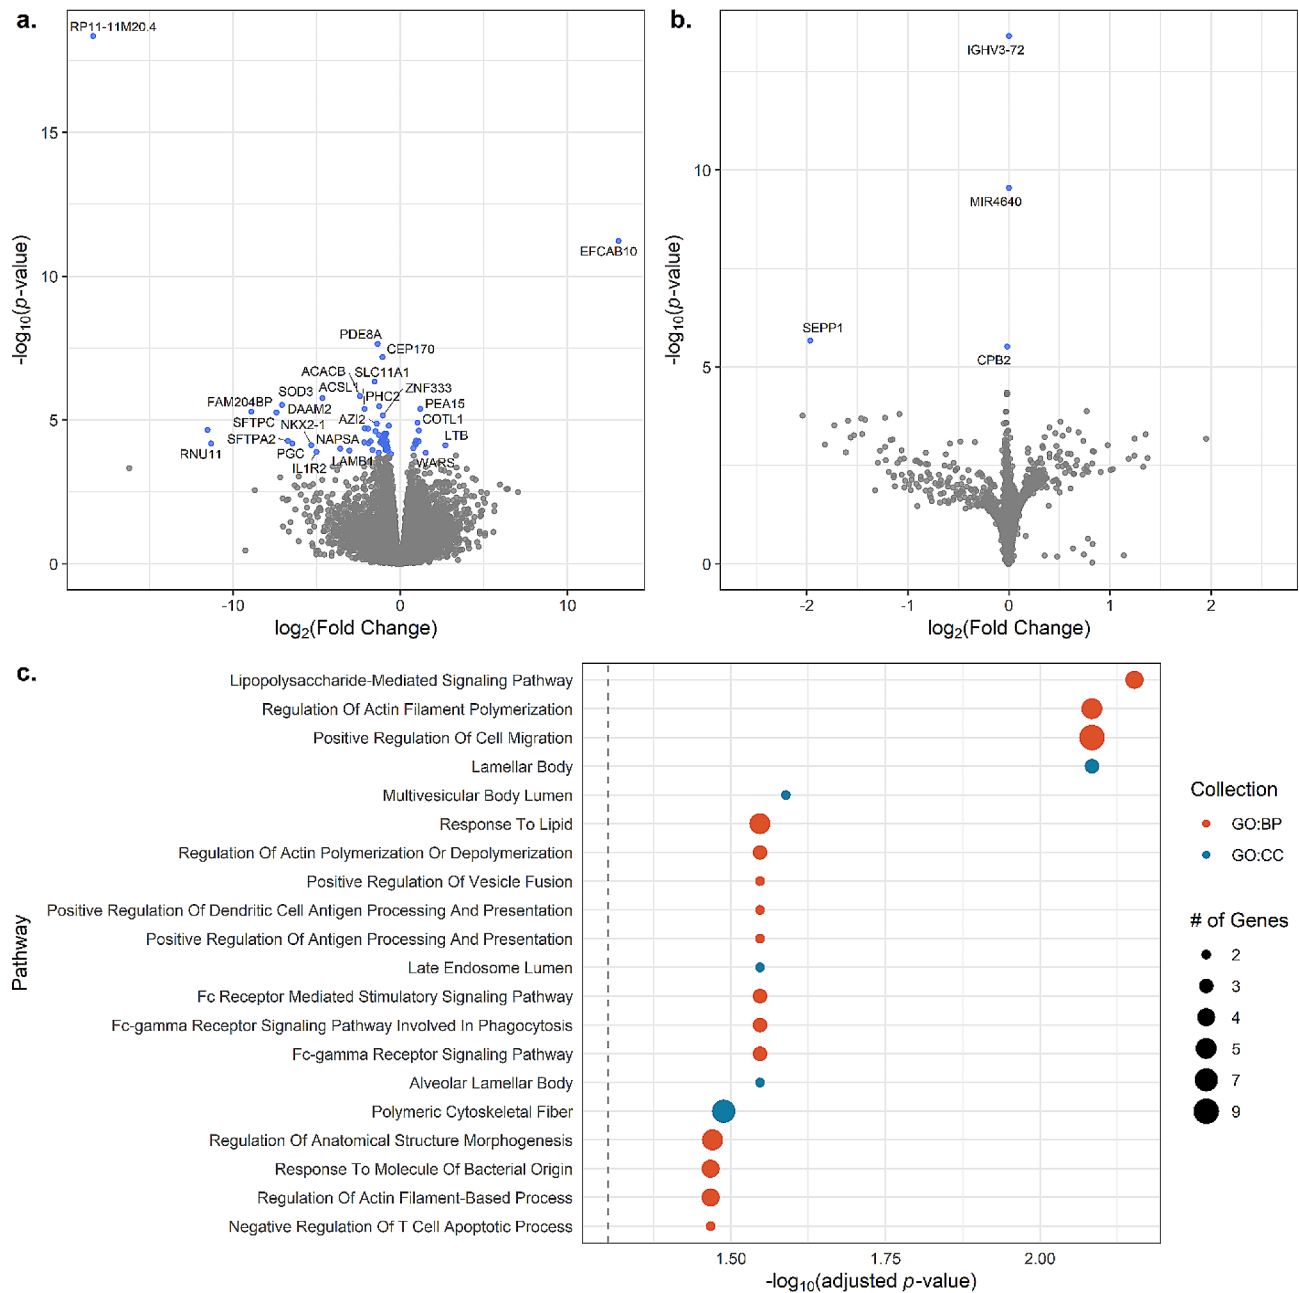 a.
RP11-11M20.4
EFCAB10
PDE8A
CEP170
ACACB
SLC11A1
SOD3
ACSL1
ZNF333
FAM204BP
DAAM2
PHC2
PEA15
SFTPC
NKX2-1
AZI2
COTL1
SFTPA2
NAPSA
LTB
RNU11
PGC
IL1R2
LAMB1
WARS
15
10
5
0
-10
0
10
-log10(p-value)
log2(Fold Change)
b.
IGHV3-72
MIR4640
SEPP1
CPB2
10
5
0
-2
-1
0
1
2
-log10(p-value)
log2(Fold Change)
c.
Pathway
Lipopolysaccharide-Mediated Signaling Pathway
Regulation Of Actin Filament Polymerization
Positive Regulation Of Cell Migration
Lamellar Body
Multivesicular Body Lumen
Response To Lipid
Regulation Of Actin Polymerization Or Depolymerization
Positive Regulation Of Vesicle Fusion
Positive Regulation Of Dendritic Cell Antigen Processing And Presentation
Positive Regulation Of Antigen Processing And Presentation
Late Endosome Lumen
Fc Receptor Mediated Stimulatory Signaling Pathway
Fc-gamma Receptor Signaling Pathway Involved In Phagocytosis
Fc-gamma Receptor Signaling Pathway
Alveolar Lamellar Body
Polymeric Cytoskeletal Fiber
Regulation Of Anatomical Structure Morphogenesis
Response To Molecule Of Bacterial Origin
Regulation Of Actin Filament-Based Process
Negative Regulation Of T Cell Apoptotic Process
1.50
1.75
2.00
-log10(adjusted p-value)
Collection
GO:BP
GO:CC
# of Genes
2
3
4
5
7
9